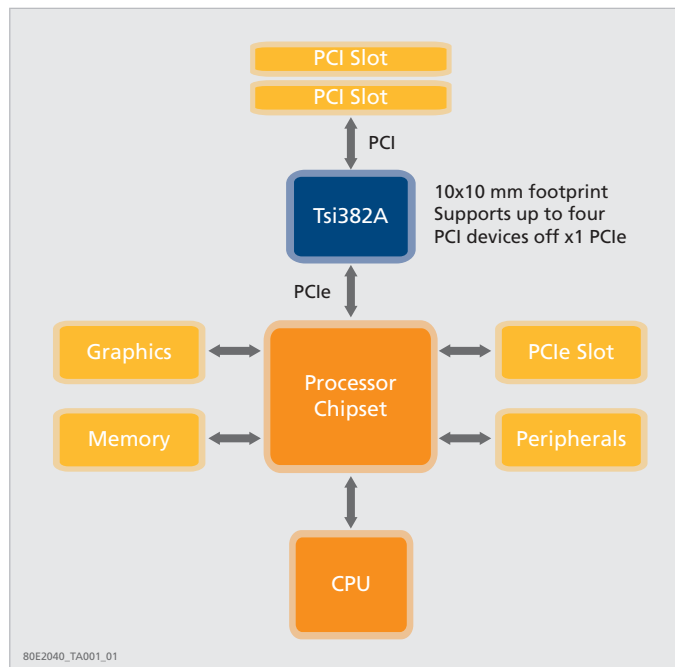 PCI Slot
PCI Slot
PCI
Tsi382A
10x10 mm footprint
Supports up to four
PCI devices off x1 PCIe
PCIe
Graphics
PCIe Slot
Processor
Chipset
Memory
Peripherals
CPU
80E2040_TA001_01